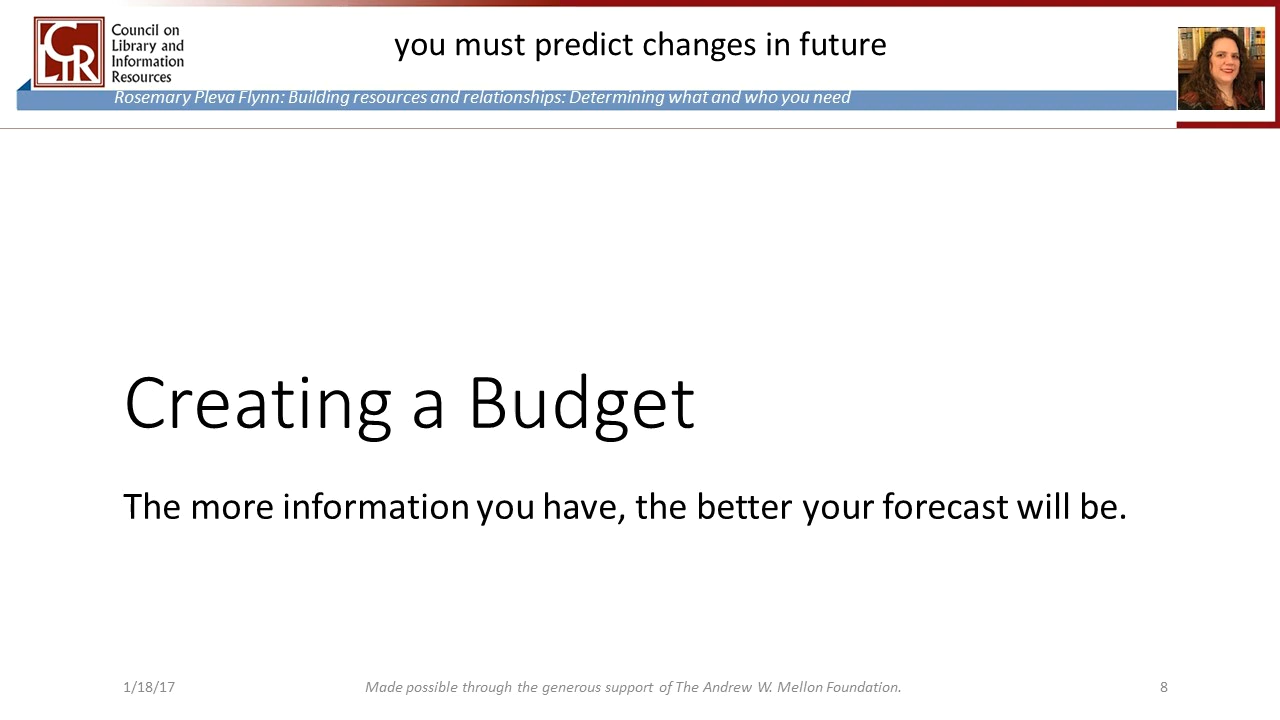 CLIR
Council on
Library and
Information
Resources
you must predict changes in future
Rosemary Pleva Flynn: Building resources and relationships: Determining what and who you need
Creating a Budget
The more information you have, the better your forecast will be.
1/18/17
Made possible through the generous support of The Andrew W. Mellon Foundation.
8